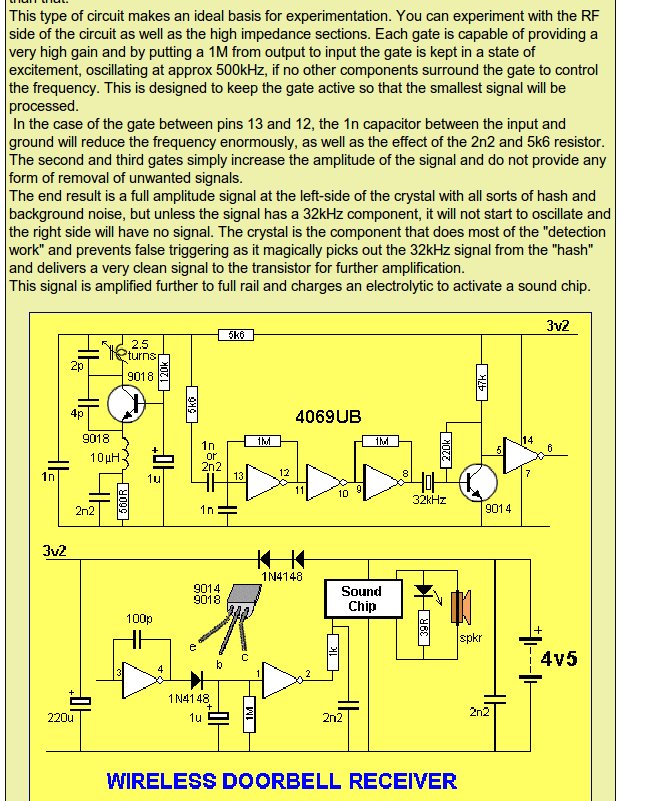 This type of circuit makes an ideal basis for experimentation. You can experiment with the RF
side of the circuit as well as the high impedance sections. Each gate is capable of providing a
very high gain and by putting a 1M from output to input the gate is kept in a state of
excitement, oscillating at approx 500kHz, if no other components surround the gate to control
the frequency. This is designed to keep the gate active so that the smallest signal will be
processed.
In the case of the gate between pins 13 and 12, the 1n capacitor between the input and
ground will reduce the frequency enormously, as well as the effect of the 2n2 and 5k6 resistor.
The second and third gates simply increase the amplitude of the signal and do not provide any
form of removal of unwanted signals.
The end result is a full amplitude signal at the left-side of the crystal with all sorts of hash and
background noise, but unless the signal has a 32kHz component, it will not start to oscillate and
the right side will have no signal. The crystal is the component that does most of the "detection
work" and prevents false triggering as it magically picks out the 32kHz signal from the "hash"
and delivers a very clean signal to the transistor for further amplification.
This signal is amplified further to full rail and charges an electrolytic to activate a sound chip.
3v2
5k6
2.5
turns
2p
9018
120k
47k
5k6
4p
4069UB
9018
1n
or
2n2
1M
1M
220k
14
5
6
10µH
+
1n
1u
13
12
11
10
9
8
7
560R
32kHz
2n2
1n
9014
3v2
1N4148
9014
9018
Sound
Chip
100p
39R
spkr
+
e
b
c
1k
4v5
3
4
1
2
1N4148
+
+
220u
1u
1M
2n2
2n2
WIRELESS DOORBELL RECEIVER